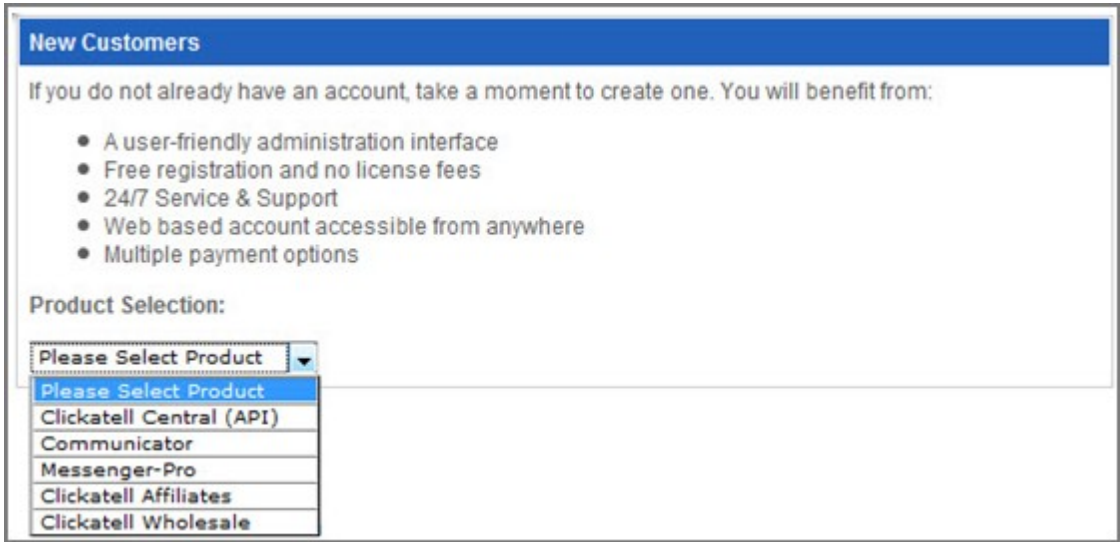 New Customers
If you do not already have an account, take a moment to create one. You will benefit from:
A user-friendly administration interface
Free registration and no license fees
24/7 Service & Support
Web based account accessible from anywhere
Multiple payment options
Product Selection:
Please Select Product
Please Select Product
Clickatell Central (API)
Communicator
Messenger-Pro
Clickatell Affiliates
Clickatell Wholesale